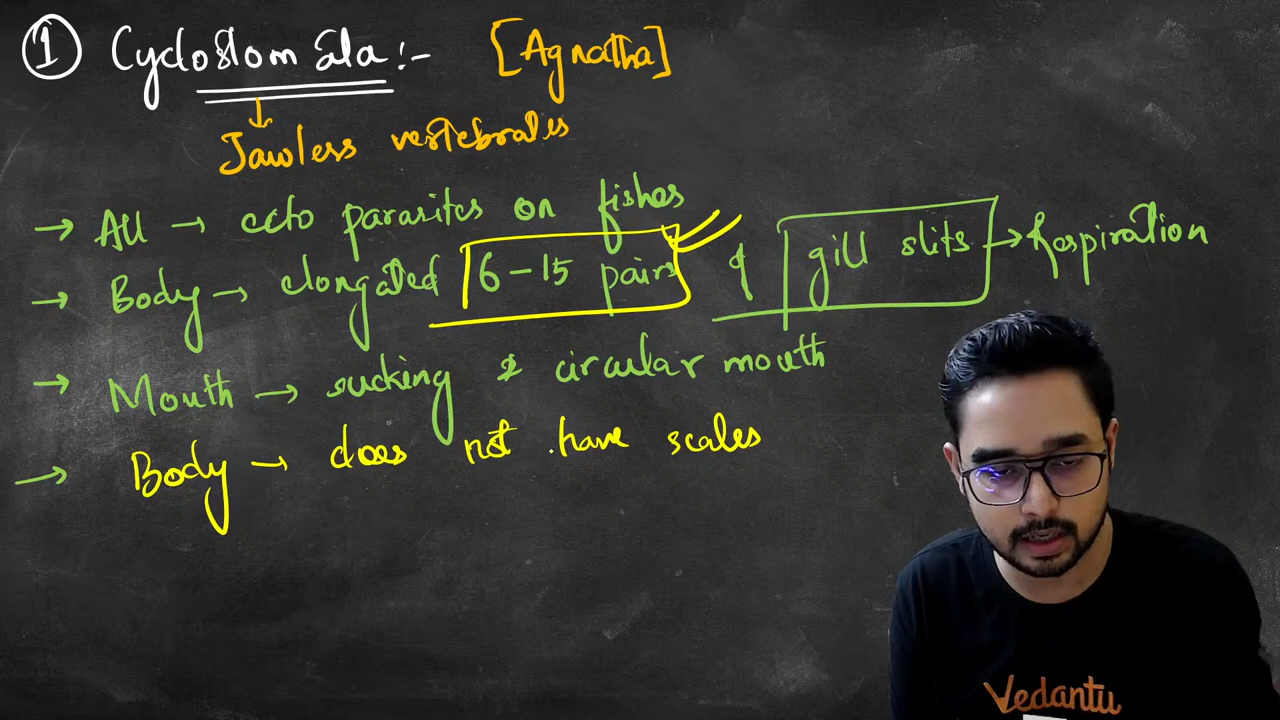 1 Cyclostomata :- [Agnatha]
↓
Jawless vertebrates
→ All → ecto parasites on fishes
→ Body → elongated 6-15 pairs of gill slits → Respiration
→ Mouth → sucking & circular mouth
→ Body → does not have scales
Vedantu